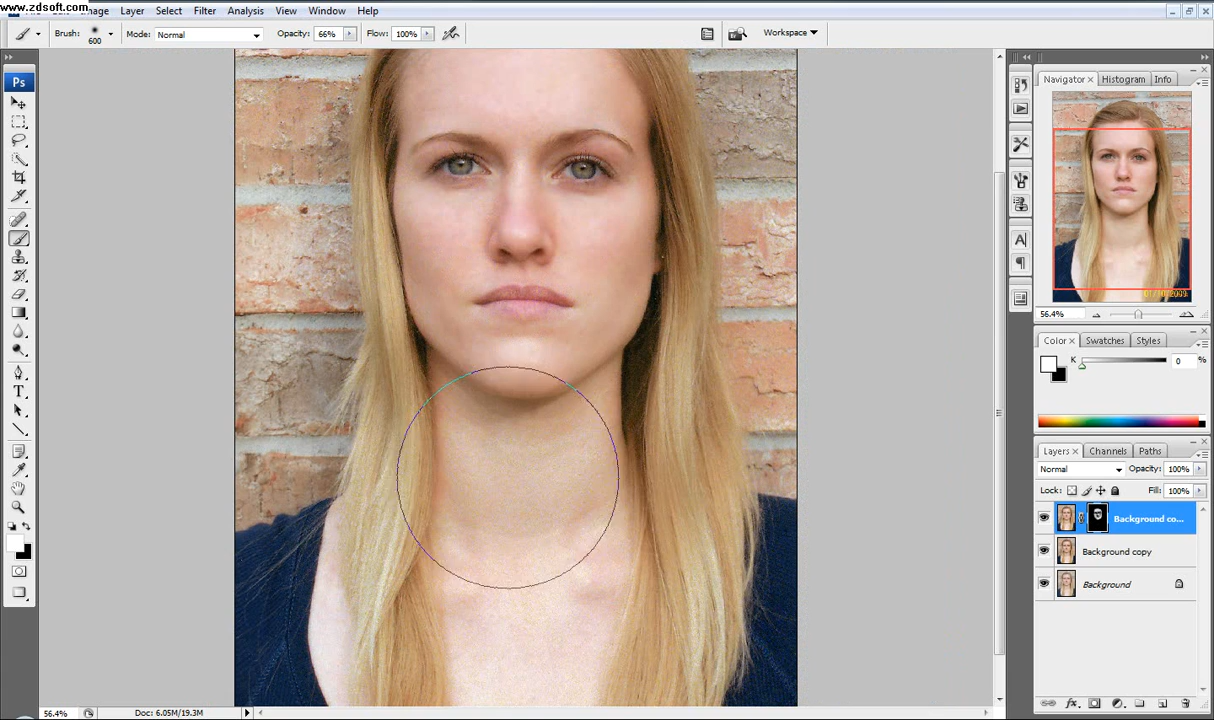 www.zdsoft.com
Image Layer Select Filter Analysis View Window Help
Brush: 600 Mode: Normal Opacity: 66% Flow: 100% Workspace
Ps
Navigator × Histogram Info
56.4%
Color × Swatches Styles
K 0 %
Layers × Channels Paths
Normal Opacity: 100%
Lock: Fill: 100%
Background co...
Background copy
Background
T
A
56.4% Doc: 6.05M/19.3M